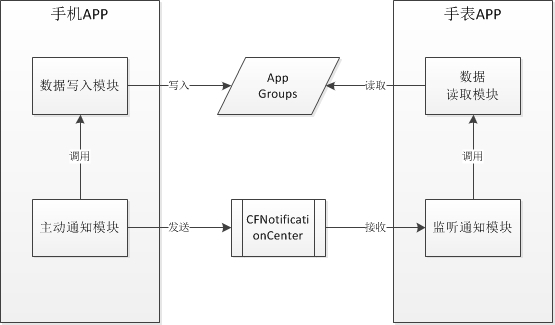 手机APP
手表APP
数据写入模块
写入
App
Groups
读取
数据
读取模块
调用
调用
主动通知模块
发送
CFNotificati
onCenter
接收
监听通知模块